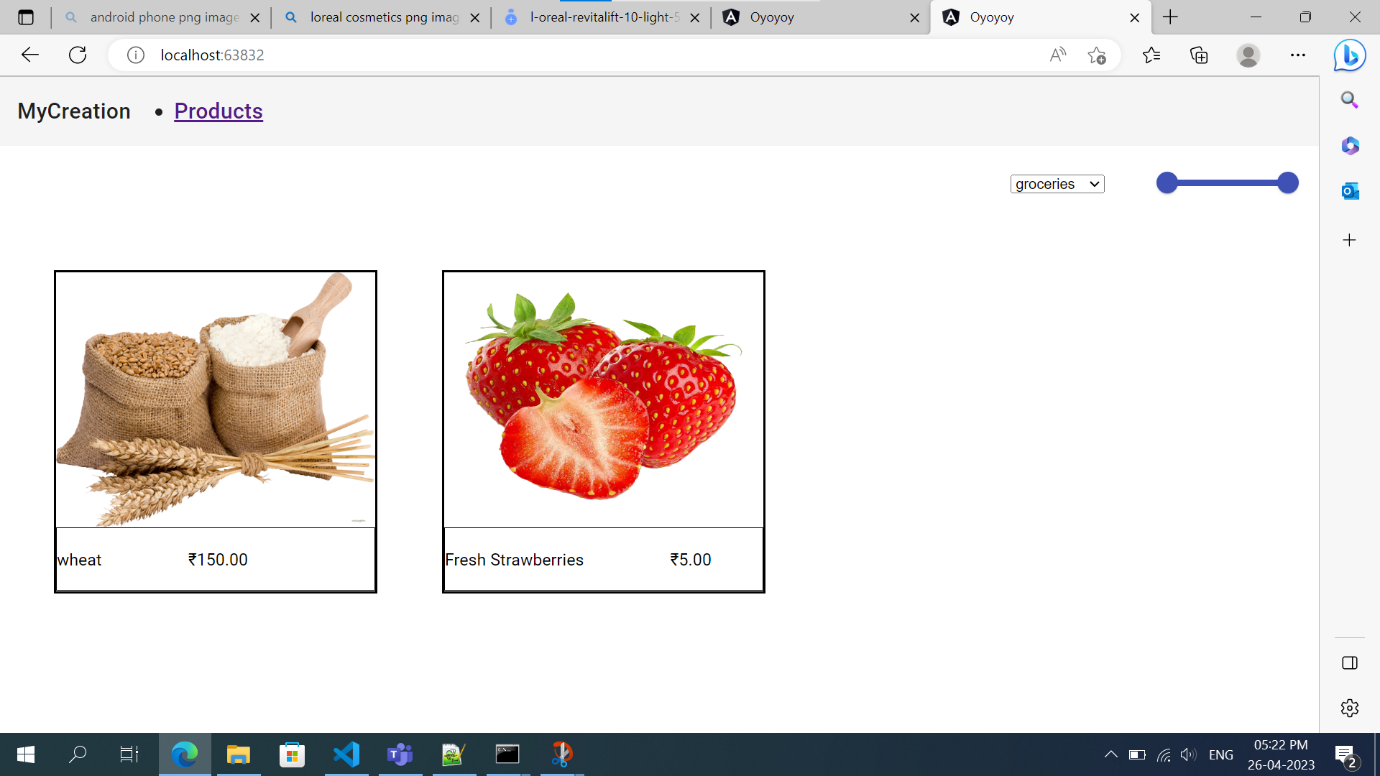 android phone png image
loreal cosmetics png imag
l-oreal-revitalift-10-light-5
Oyoyoy
Oyoyoy
localhost:63832
MyCreation • Products
groceries
wheat ₹150.00
Fresh Strawberries ₹5.00
ENG
05:22 PM
26-04-2023
2